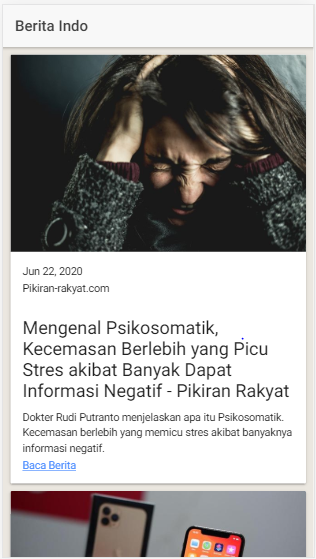 Berita Indo
Jun 22, 2020
Pikiran-rakyat.com
Mengenal Psikosomatik,
Kecemasan Berlebih yang Picu
Stres akibat Banyak Dapat
Informasi Negatif - Pikiran Rakyat
Dokter Rudi Putranto menjelaskan apa itu Psikosomatik.
Kecemasan berlebih yang memicu stres akibat banyaknya
informasi negatif.
Baca Berita